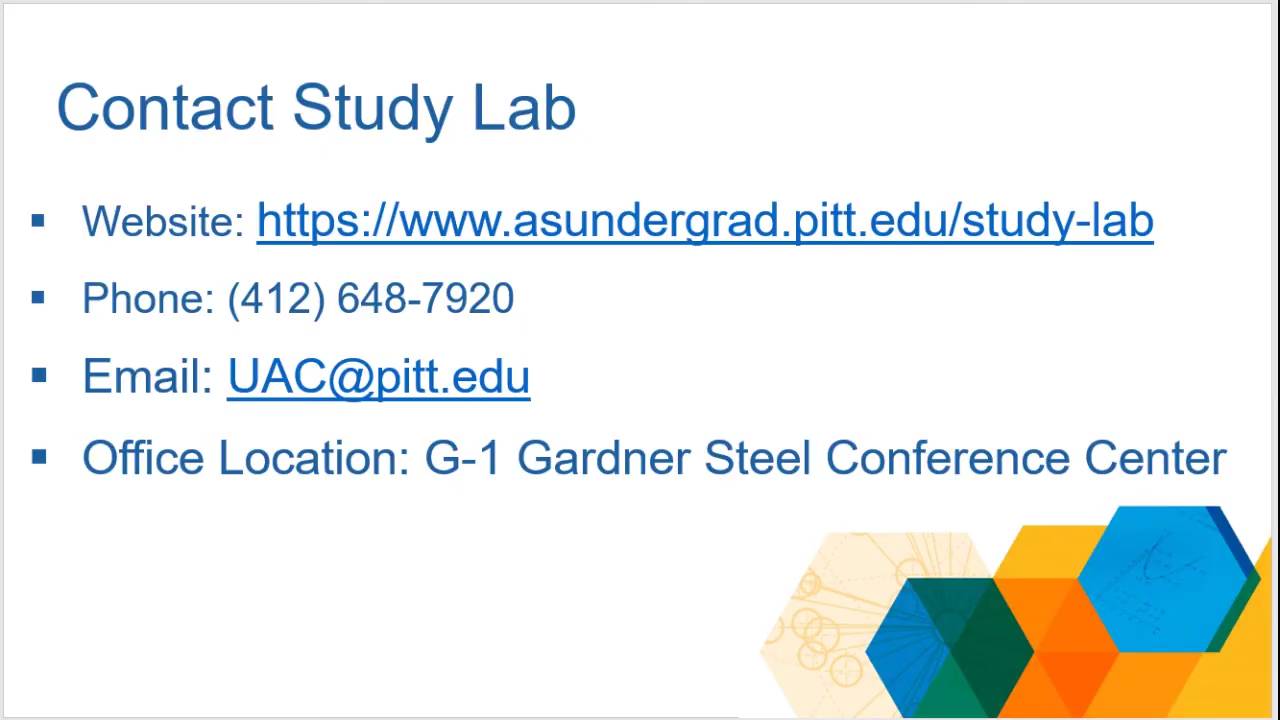 Contact Study Lab
▪ Website: https://www.asundergrad.pitt.edu/study-lab
▪ Phone: (412) 648-7920
▪ Email: UAC@pitt.edu
▪ Office Location: G-1 Gardner Steel Conference Center